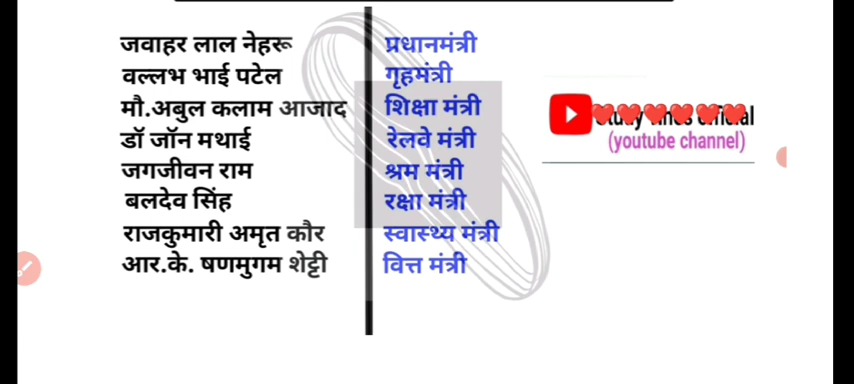 जवाहर लाल नेहरू प्रधानमंत्री
वल्लभ भाई पटेल गृहमंत्री
मौ.अबुल कलाम आजाद शिक्षा मंत्री
डॉ जॉन मथाई रेलवे मंत्री
जगजीवन राम श्रम मंत्री
बलदेव सिंह रक्षा मंत्री
राजकुमारी अमृत कौर स्वास्थ्य मंत्री
आर.के. षणमुगम शेट्टी वित्त मंत्री
(youtube channel)